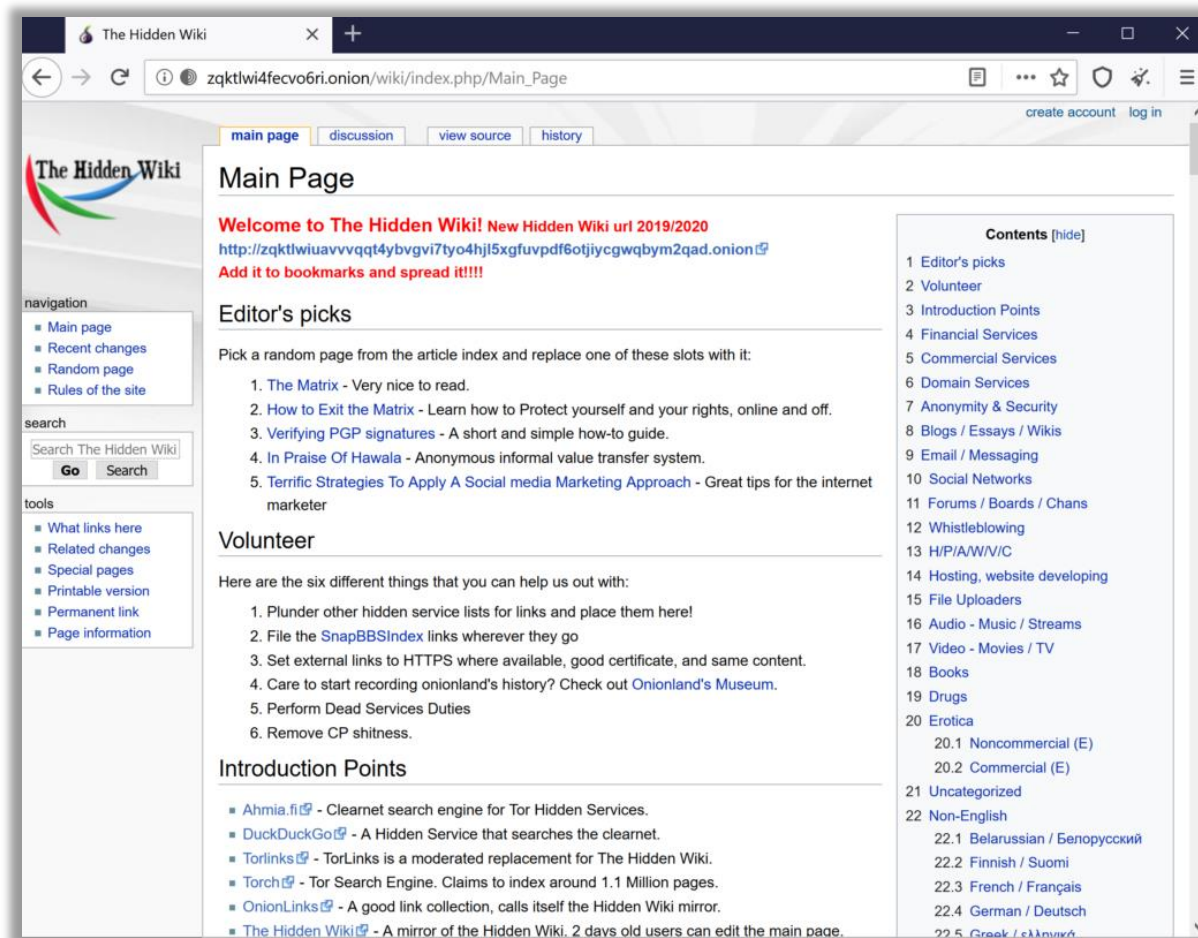 The Hidden Wiki
zqktlwi4fecvo6ri.onion/wiki/index.php/Main_Page
create account log in
main page discussion view source history
The Hidden Wiki
Main Page
Welcome to The Hidden Wiki! New Hidden Wiki url 2019/2020
http://zqktlwiuavvvqqt4ybvgvi7tyo4hjl5xgfuvpdf6otjiycgwqbym2qad.onion
Add it to bookmarks and spread it!!!!
navigation
Main page
Recent changes
Random page
Rules of the site
search
Search The Hidden Wiki
Go Search
tools
What links here
Related changes
Special pages
Printable version
Permanent link
Page information
Editor's picks
Pick a random page from the article index and replace one of these slots with it:
1. The Matrix - Very nice to read.
2. How to Exit the Matrix - Learn how to Protect yourself and your rights, online and off.
3. Verifying PGP signatures - A short and simple how-to guide.
4. In Praise Of Hawala - Anonymous informal value transfer system.
5. Terrific Strategies To Apply A Social media Marketing Approach - Great tips for the internet
marketer
Volunteer
Here are the six different things that you can help us out with:
1. Plunder other hidden service lists for links and place them here!
2. File the SnapBBSIndex links wherever they go
3. Set external links to HTTPS where available, good certificate, and same content.
4. Care to start recording onionland's history? Check out Onionland's Museum.
5. Perform Dead Services Duties
6. Remove CP shitness.
Introduction Points
Ahmia.fi - Clearnet search engine for Tor Hidden Services.
DuckDuckGo - A Hidden Service that searches the clearnet.
Torlinks - TorLinks is a moderated replacement for The Hidden Wiki.
Torch - Tor Search Engine. Claims to index around 1.1 Million pages.
OnionLinks - A good link collection, calls itself the Hidden Wiki mirror.
The Hidden Wiki - A mirror of the Hidden Wiki. 2 days old users can edit the main page.
Contents [hide]
1 Editor's picks
2 Volunteer
3 Introduction Points
4 Financial Services
5 Commercial Services
6 Domain Services
7 Anonymity & Security
8 Blogs / Essays / Wikis
9 Email / Messaging
10 Social Networks
11 Forums / Boards / Chans
12 Whistleblowing
13 H/P/A/W/V/C
14 Hosting, website developing
15 File Uploaders
16 Audio - Music / Streams
17 Video - Movies / TV
18 Books
19 Drugs
20 Erotica
20.1 Noncommercial (E)
20.2 Commercial (E)
21 Uncategorized
22 Non-English
22.1 Belarussian / Белорусский
22.2 Finnish / Suomi
22.3 French / Français
22.4 German / Deutsch
22.5 Greek / ελληνικά